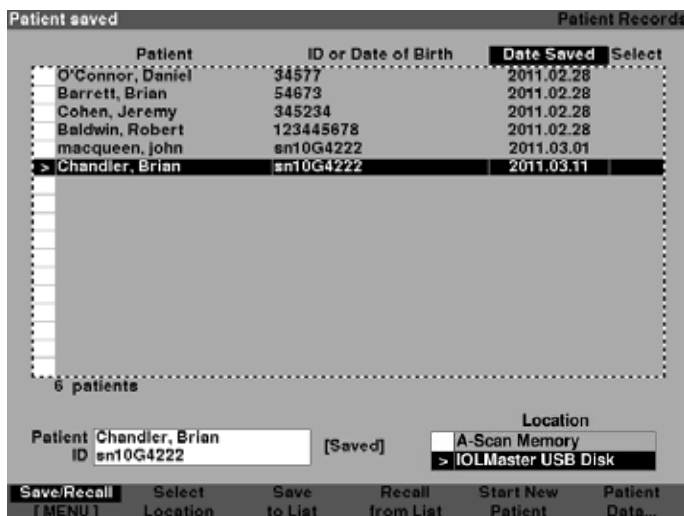 Patient saved Patient Records
Patient ID or Date of Birth Date Saved Select
O'Connor, Daniel 34577 2011.02.28
Barrett, Brian 54673 2011.02.28
Cohen, Jeremy 345234 2011.02.28
Baldwin, Robert 123445678 2011.02.28
macqueen, john sn10G4222 2011.03.01
> Chandler, Brian sn10G4222 2011.03.11
6 patients
Location
Patient Chandler, Brian [Saved] A-Scan Memory
ID sn10G4222 > IOLMaster USB Disk
Save/Recall Select Save Recall Start New Patient
[ MENU ] Location to List from List Patient Data...